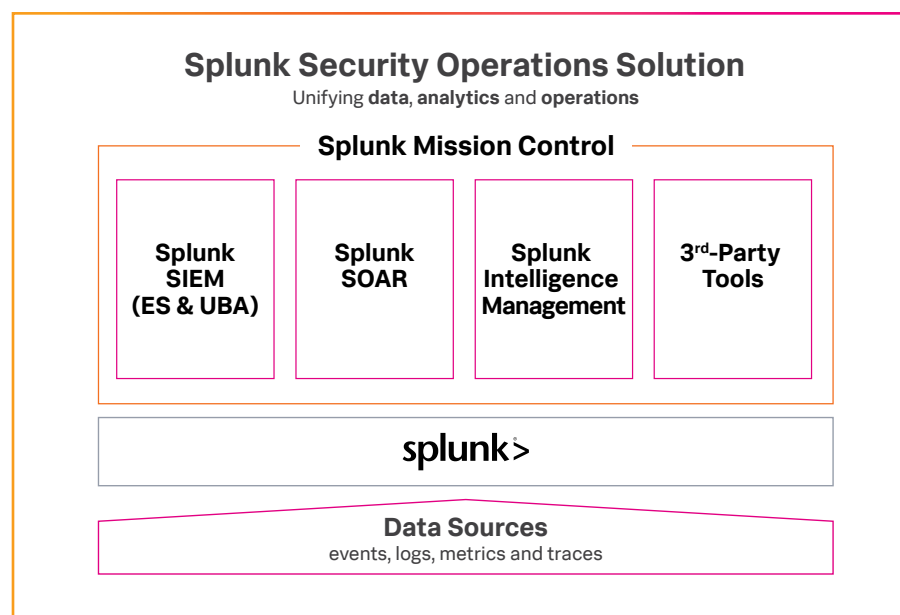 Splunk Security Operations Solution
Unifying data, analytics and operations
Splunk Mission Control
Splunk
SIEM
(ES & UBA)
Splunk
SOAR
Splunk
Intelligence
Management
3rd-Party
Tools
splunk>
Data Sources
events, logs, metrics and traces